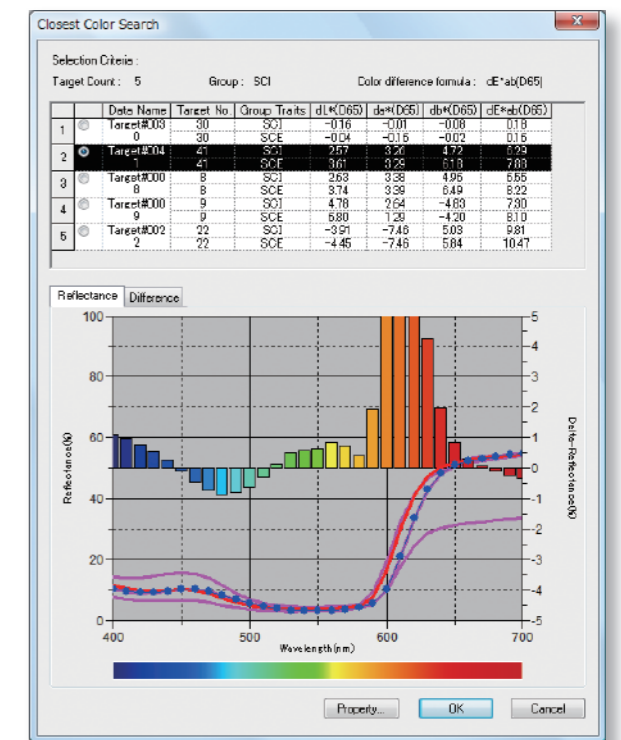 Closest Color Search
Selection Criteria :
Target Count : 5 Group : SCI Color difference formula : dE*ab(D65)
Data Name Target No. Group Traits dL*(D65) da*(D65) db*(D65) dE*ab(D65)
1 Target#003 30 SCI -0.16 -0.01 -0.08 0.18
0 30 SCE -0.04 -0.15 -0.02 0.16
2 Target#004 41 SCI 2.57 3.26 4.72 6.29
1 41 SCE 3.61 3.29 6.18 7.88
3 Target#000 8 SCI 2.63 3.38 4.95 6.55
8 8 SCE 3.74 3.39 6.49 8.22
4 Target#000 9 SCI 4.78 2.64 -4.83 7.30
9 9 SCE 6.80 1.29 -4.20 8.10
5 Target#002 22 SCI -3.91 -7.46 5.03 9.81
2 22 SCE -4.45 -7.46 5.84 10.47
Reflectance Difference
100 5
4
80 3
2
60 1
0
40 -1
-2
20 -3
-4
0 -5
Reflectance(%)
Delta-Reflectance(%)
400 500 600 700
Wavelength(nm)
Property... OK Cancel